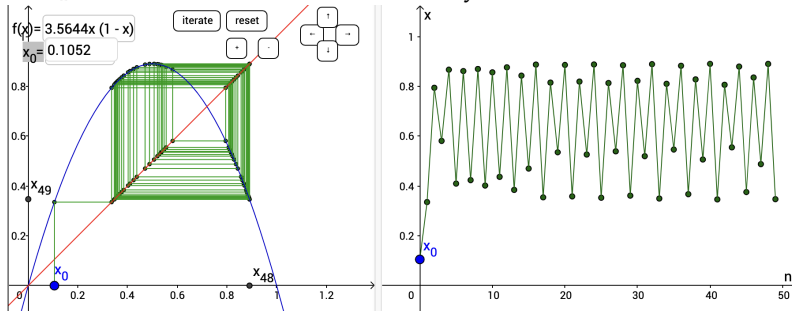 f(x)= 3.5644x (1 - x)
x0= 0.1052
iterate reset
+ -
↑
← →
↓
0.8
0.6
0.4
0.2
0
0.2 0.4 0.6 0.8 1 1.2
x49
x0
x48
x
1
0.8
0.6
0.4
0.2
0
x0
10 20 30 40 50
n